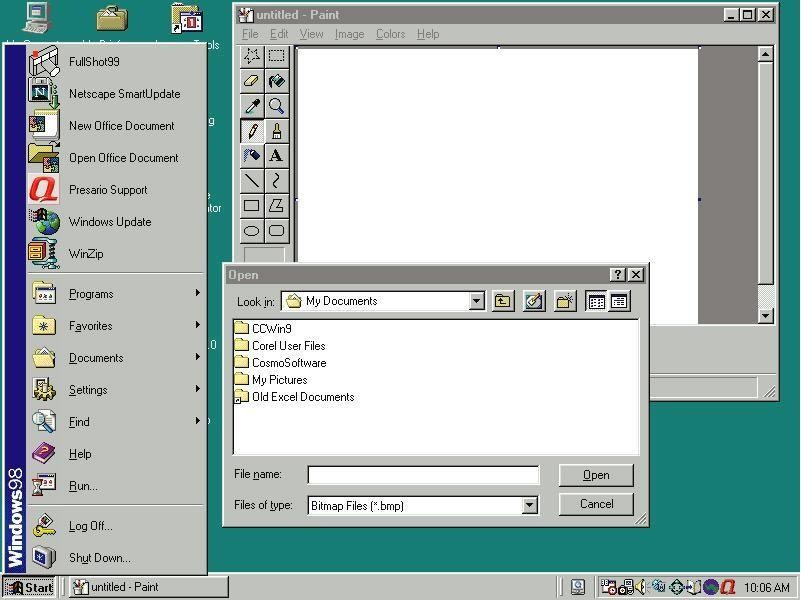 untitled - Paint
File Edit View Image Colors Help
FullShot99
Netscape SmartUpdate
New Office Document
Open Office Document
Presario Support
Windows Update
WinZip
Programs
Favorites
Documents
Settings
Find
Help
Run...
Log Off...
Shut Down...
Windows98
Open
Look in: My Documents
CCWin9
Corel User Files
CosmoSoftware
My Pictures
Old Excel Documents
File name: Open
Files of type: Bitmap Files (*.bmp) Cancel
Start untitled - Paint 10:06 AM